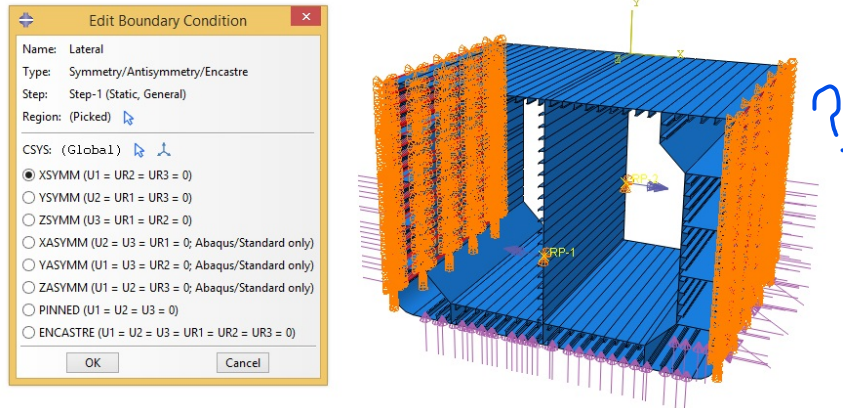 Edit Boundary Condition
x
Name: Lateral
Type: Symmetry/Antisymmetry/Encastre
Step: Step-1 (Static, General)
Region: (Picked)
CSYS: (Global)
XSYMM (U1 = UR2 = UR3 = 0)
YSYMM (U2 = UR1 = UR3 = 0)
ZSYMM (U3 = UR1 = UR2 = 0)
XASYMM (U2 = U3 = UR1 = 0; Abaqus/Standard only)
YASYMM (U1 = U3 = UR2 = 0; Abaqus/Standard only)
ZASYMM (U1 = U2 = UR3 = 0; Abaqus/Standard only)
PINNED (U1 = U2 = U3 = 0)
ENCASTRE (U1 = U2 = U3 = UR1 = UR2 = UR3 = 0)
OK Cancel
Y
X
Z
RP-2
RP-1
?